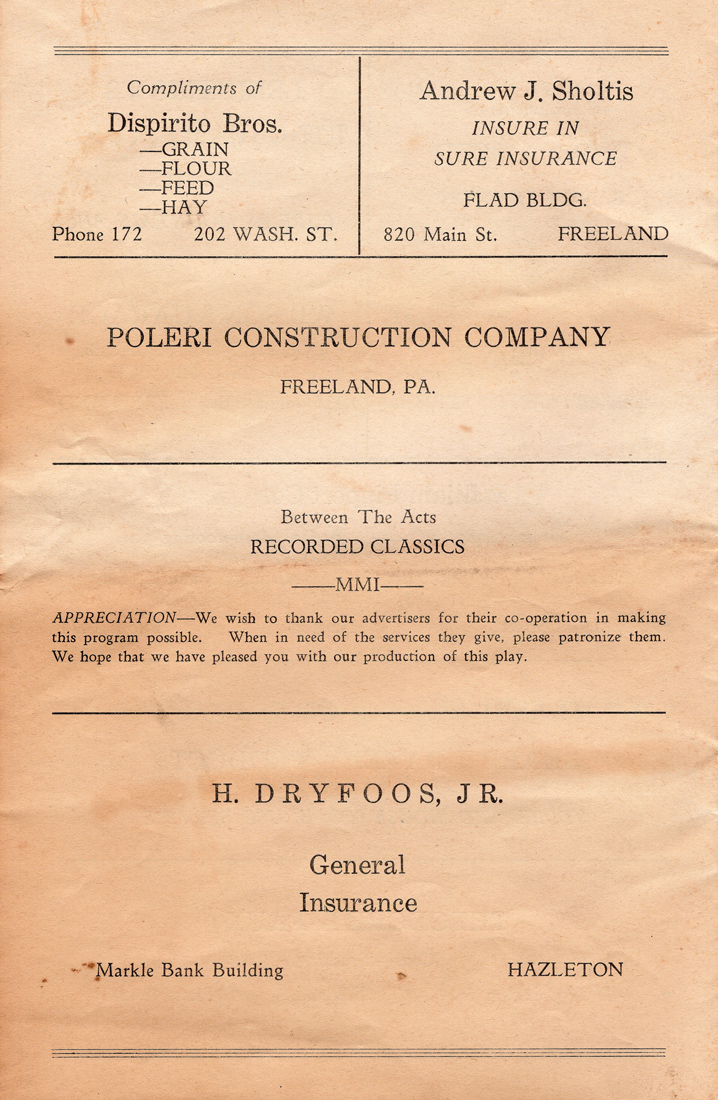 Compliments of
Dispirito Bros.
—GRAIN
—FLOUR
—FEED
—HAY
Phone 172 202 WASH. ST.
Andrew J. Sholtis
INSURE IN
SURE INSURANCE
FLAD BLDG.
820 Main St. FREELAND
POLERI CONSTRUCTION COMPANY
FREELAND, PA.
Between The Acts
RECORDED CLASSICS
——MMI——
APPRECIATION—We wish to thank our advertisers for their co-operation in making
this program possible. When in need of the services they give, please patronize them.
We hope that we have pleased you with our production of this play.
H. DRYFOOS, JR.
General
Insurance
Markle Bank Building HAZLETON